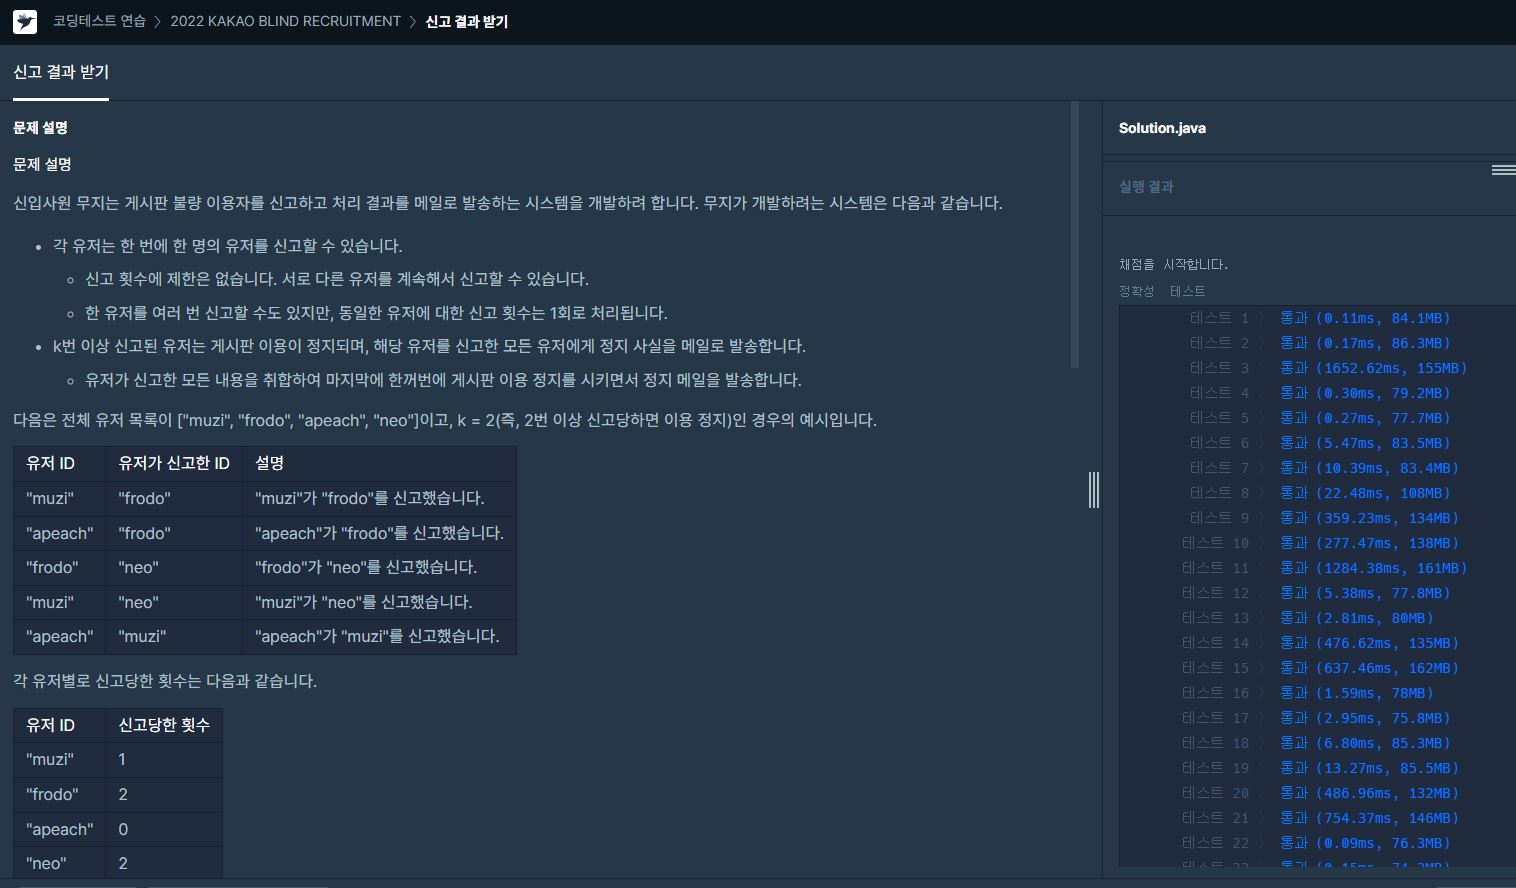 코딩테스트 연습 > 2022 KAKAO BLIND RECRUITMENT > 신고 결과 받기
신고 결과 받기
문제 설명
문제 설명
신입사원 무지는 게시판 불량 이용자를 신고하고 처리 결과를 메일로 발송하는 시스템을 개발하려 합니다. 무지가 개발하려는 시스템은 다음과 같습니다.
각 유저는 한 번에 한 명의 유저를 신고할 수 있습니다.
신고 횟수에 제한은 없습니다. 서로 다른 유저를 계속해서 신고할 수 있습니다.
한 유저를 여러 번 신고할 수도 있지만, 동일한 유저에 대한 신고 횟수는 1회로 처리됩니다.
k번 이상 신고된 유저는 게시판 이용이 정지되며, 해당 유저를 신고한 모든 유저에게 정지 사실을 메일로 발송합니다.
유저가 신고한 모든 내용을 취합하여 마지막에 한꺼번에 게시판 이용 정지를 시키면서 정지 메일을 발송합니다.
다음은 전체 유저 목록이 ["muzi", "frodo", "apeach", "neo"]이고, k = 2(즉, 2번 이상 신고당하면 이용 정지)인 경우의 예시입니다.
유저 ID 유저가 신고한 ID 설명
"muzi" "frodo" "muzi"가 "frodo"를 신고했습니다.
"apeach" "frodo" "apeach"가 "frodo"를 신고했습니다.
"frodo" "neo" "frodo"가 "neo"를 신고했습니다.
"muzi" "neo" "muzi"가 "neo"를 신고했습니다.
"apeach" "muzi" "apeach"가 "muzi"를 신고했습니다.
각 유저별로 신고당한 횟수는 다음과 같습니다.
유저 ID 신고당한 횟수
"muzi" 1
"frodo" 2
"apeach" 0
"neo" 2
Solution.java
실행 결과
채점을 시작합니다.
정확성 테스트
테스트 1 〉 통과 (0.11ms, 84.1MB)
테스트 2 〉 통과 (0.17ms, 86.3MB)
테스트 3 〉 통과 (1652.62ms, 155MB)
테스트 4 〉 통과 (0.30ms, 79.2MB)
테스트 5 〉 통과 (0.27ms, 77.7MB)
테스트 6 〉 통과 (5.47ms, 83.5MB)
테스트 7 〉 통과 (10.39ms, 83.4MB)
테스트 8 〉 통과 (22.48ms, 108MB)
테스트 9 〉 통과 (359.23ms, 134MB)
테스트 10 〉 통과 (277.47ms, 138MB)
테스트 11 〉 통과 (1284.38ms, 161MB)
테스트 12 〉 통과 (5.38ms, 77.8MB)
테스트 13 〉 통과 (2.81ms, 80MB)
테스트 14 〉 통과 (476.62ms, 135MB)
테스트 15 〉 통과 (637.46ms, 162MB)
테스트 16 〉 통과 (1.59ms, 78MB)
테스트 17 〉 통과 (2.95ms, 75.8MB)
테스트 18 〉 통과 (6.80ms, 85.3MB)
테스트 19 〉 통과 (13.27ms, 85.5MB)
테스트 20 〉 통과 (486.96ms, 132MB)
테스트 21 〉 통과 (754.37ms, 146MB)
테스트 22 〉 통과 (0.09ms, 76.3MB)